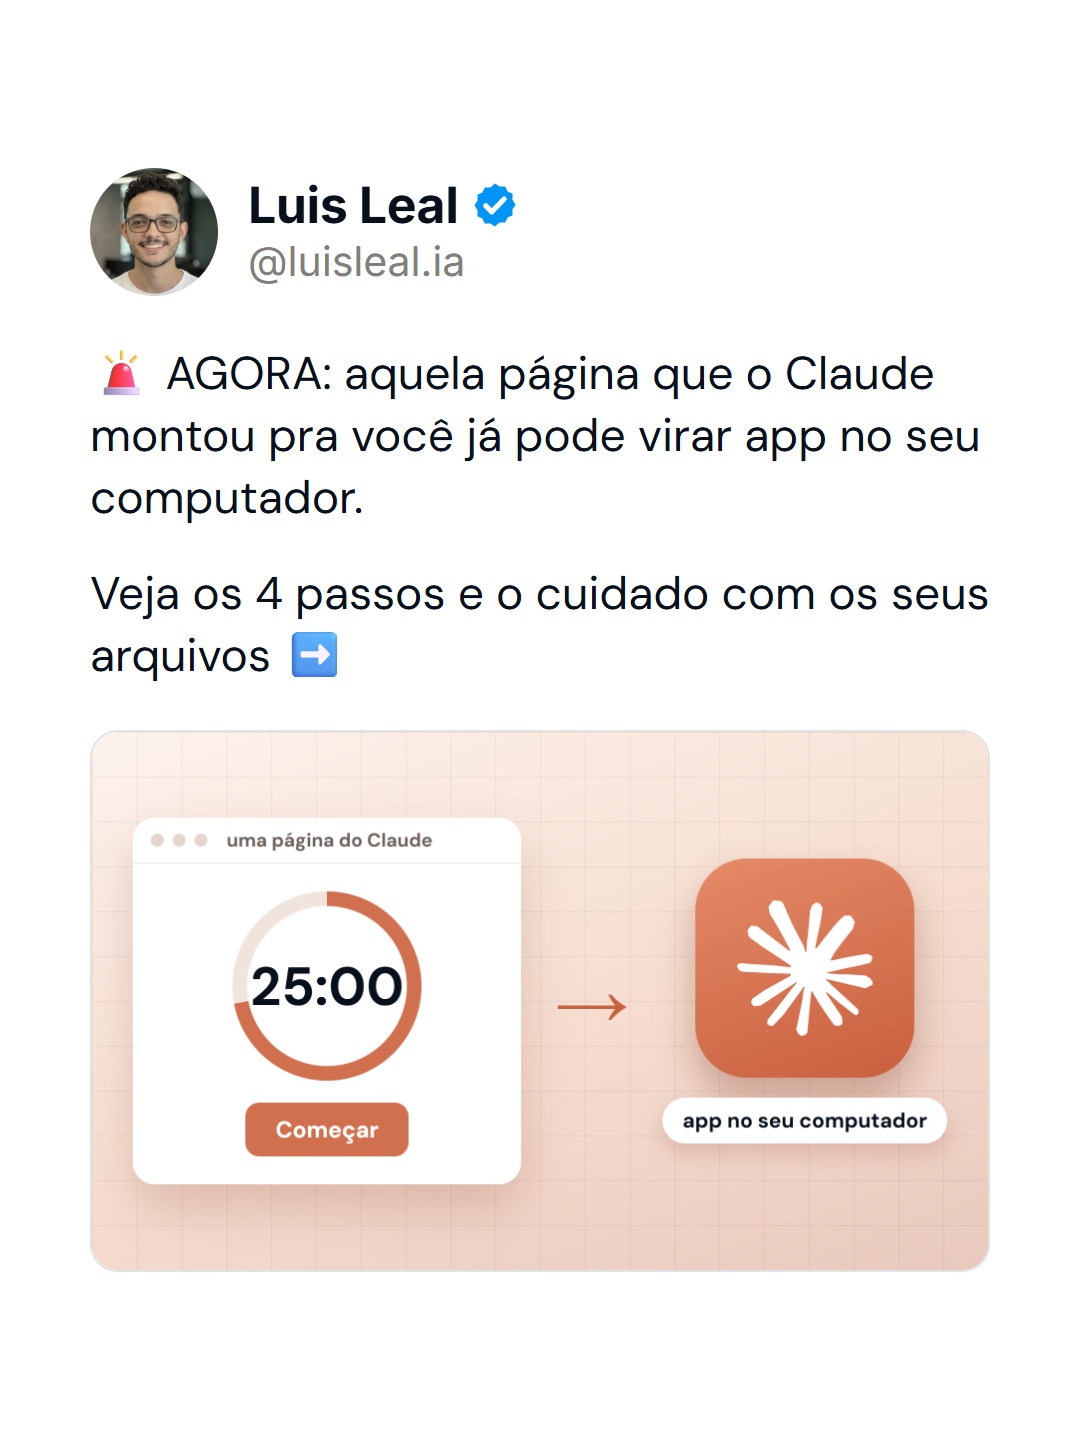 Luis Leal
@luisleal.ia
🚨 AGORA: aquela página que o Claude
montou pra você já pode virar app no seu
computador.
Veja os 4 passos e o cuidado com os seus
arquivos ➡️
uma página do Claude
25:00
Começar
→
app no seu computador